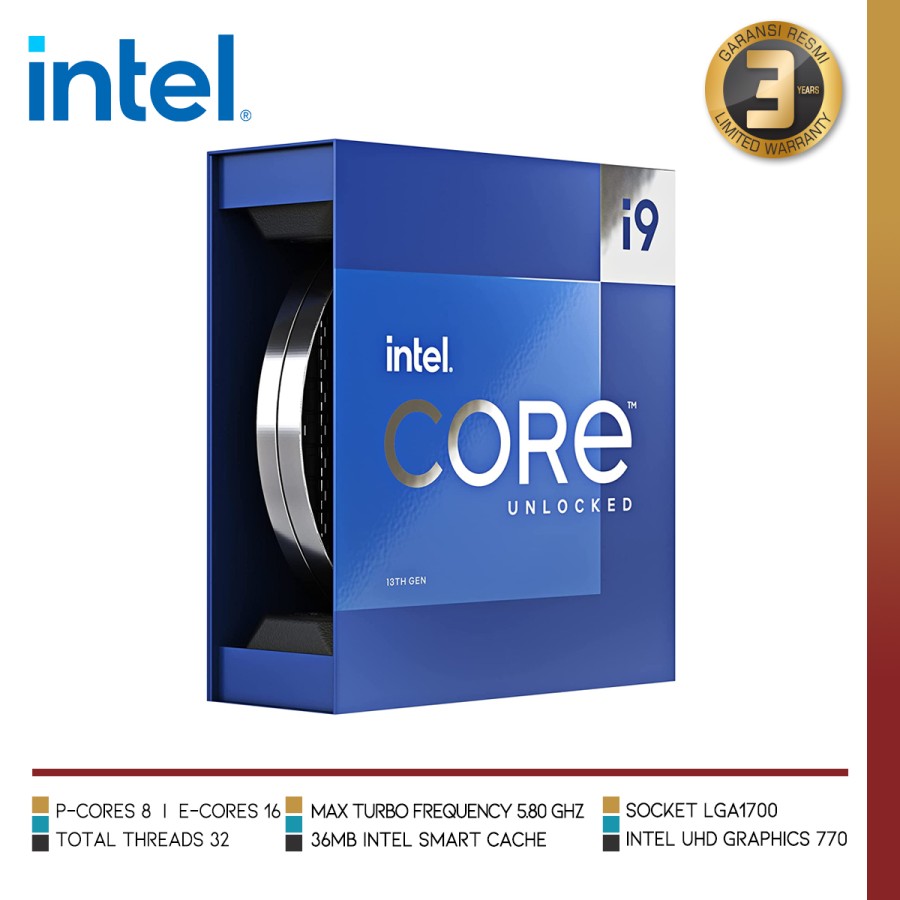 intel®
GARANSI RESMI
3 YEARS
LIMITED WARRANTY
i9
intel.
CORE™
UNLOCKED
13TH GEN
P-CORES 8 | E-CORES 16
TOTAL THREADS 32
MAX TURBO FREQUENCY 5.80 GHZ
36MB INTEL SMART CACHE
SOCKET LGA1700
INTEL UHD GRAPHICS 770